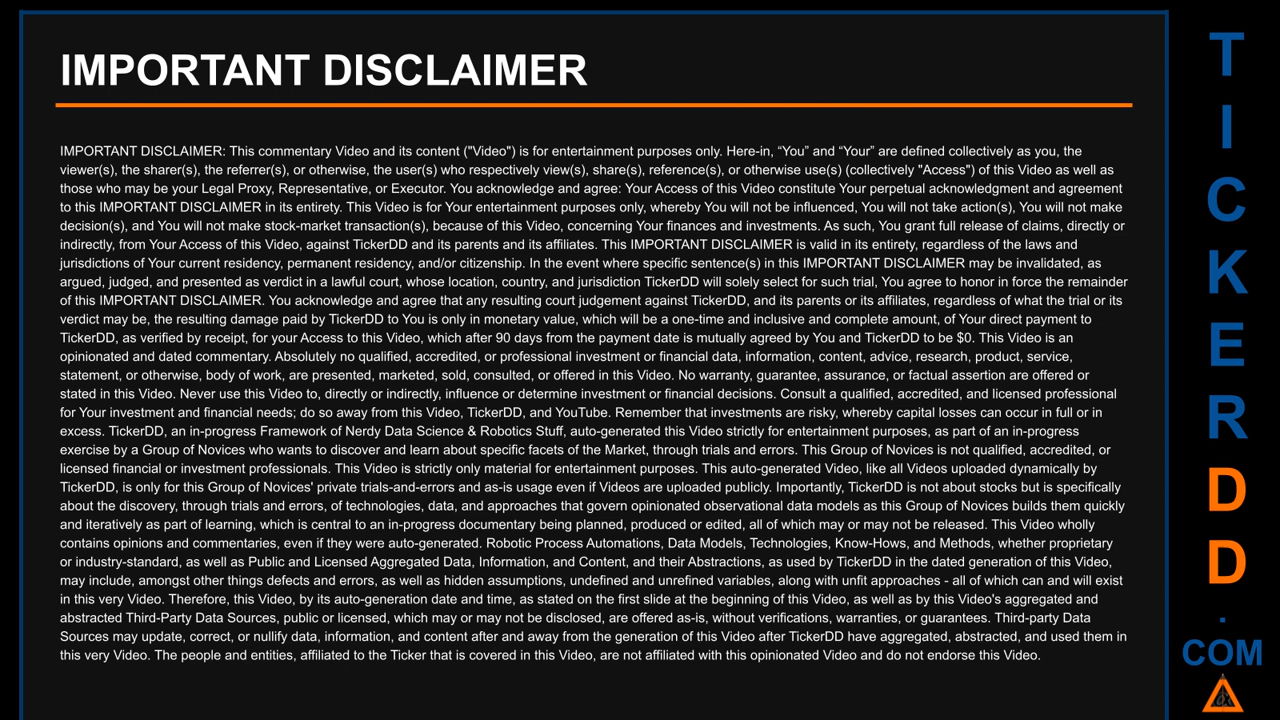 IMPORTANT DISCLAIMER
IMPORTANT DISCLAIMER: This commentary Video and its content ("Video") is for entertainment purposes only. Here-in, “You” and “Your” are defined collectively as you, the
viewer(s), the sharer(s), the referrer(s), or otherwise, the user(s) who respectively view(s), share(s), reference(s), or otherwise use(s) (collectively "Access") of this Video as well as
those who may be your Legal Proxy, Representative, or Executor. You acknowledge and agree: Your Access of this Video constitute Your perpetual acknowledgment and agreement
to this IMPORTANT DISCLAIMER in its entirety. This Video is for Your entertainment purposes only, whereby You will not be influenced, You will not take action(s), You will not make
decision(s), and You will not make stock-market transaction(s), because of this Video, concerning Your finances and investments. As such, You grant full release of claims, directly or
indirectly, from Your Access of this Video, against TickerDD and its parents and its affiliates. This IMPORTANT DISCLAIMER is valid in its entirety, regardless of the laws and
jurisdictions of Your current residency, permanent residency, and/or citizenship. In the event where specific sentence(s) in this IMPORTANT DISCLAIMER may be invalidated, as
argued, judged, and presented as verdict in a lawful court, whose location, country, and jurisdiction TickerDD will solely select for such trial, You agree to honor in force the remainder
of this IMPORTANT DISCLAIMER. You acknowledge and agree that any resulting court judgement against TickerDD, and its parents or its affiliates, regardless of what the trial or its
verdict may be, the resulting damage paid by TickerDD to You is only in monetary value, which will be a one-time and inclusive and complete amount, of Your direct payment to
TickerDD, as verified by receipt, for your Access to this Video, which after 90 days from the payment date is mutually agreed by You and TickerDD to be $0. This Video is an
opinionated and dated commentary. Absolutely no qualified, accredited, or professional investment or financial data, information, content, advice, research, product, service,
statement, or otherwise, body of work, are presented, marketed, sold, consulted, or offered in this Video. No warranty, guarantee, assurance, or factual assertion are offered or
stated in this Video. Never use this Video to, directly or indirectly, influence or determine investment or financial decisions. Consult a qualified, accredited, and licensed professional
for Your investment and financial needs; do so away from this Video, TickerDD, and YouTube. Remember that investments are risky, whereby capital losses can occur in full or in
excess. TickerDD, an in-progress Framework of Nerdy Data Science & Robotics Stuff, auto-generated this Video strictly for entertainment purposes, as part of an in-progress
exercise by a Group of Novices who wants to discover and learn about specific facets of the Market, through trials and errors. This Group of Novices is not qualified, accredited, or
licensed financial or investment professionals. This Video is strictly only material for entertainment purposes. This auto-generated Video, like all Videos uploaded dynamically by
TickerDD, is only for this Group of Novices' private trials-and-errors and as-is usage even if Videos are uploaded publicly. Importantly, TickerDD is not about stocks but is specifically
about the discovery, through trials and errors, of technologies, data, and approaches that govern opinionated observational data models as this Group of Novices builds them quickly
and iteratively as part of learning, which is central to an in-progress documentary being planned, produced or edited, all of which may or may not be released. This Video wholly
contains opinions and commentaries, even if they were auto-generated. Robotic Process Automations, Data Models, Technologies, Know-Hows, and Methods, whether proprietary
or industry-standard, as well as Public and Licensed Aggregated Data, Information, and Content, and their Abstractions, as used by TickerDD in the dated generation of this Video,
may include, amongst other things defects and errors, as well as hidden assumptions, undefined and unrefined variables, along with unfit approaches - all of which can and will exist
in this very Video. Therefore, this Video, by its auto-generation date and time, as stated on the first slide at the beginning of this Video, as well as by this Video's aggregated and
abstracted Third-Party Data Sources, public or licensed, which may or may not be disclosed, are offered as-is, without verifications, warranties, or guarantees. Third-party Data
Sources may update, correct, or nullify data, information, and content after and away from the generation of this Video after TickerDD have aggregated, abstracted, and used them in
this very Video. The people and entities, affiliated to the Ticker that is covered in this Video, are not affiliated with this opinionated Video and do not endorse this Video.
T
I
C
K
E
R
D
D
.
COM